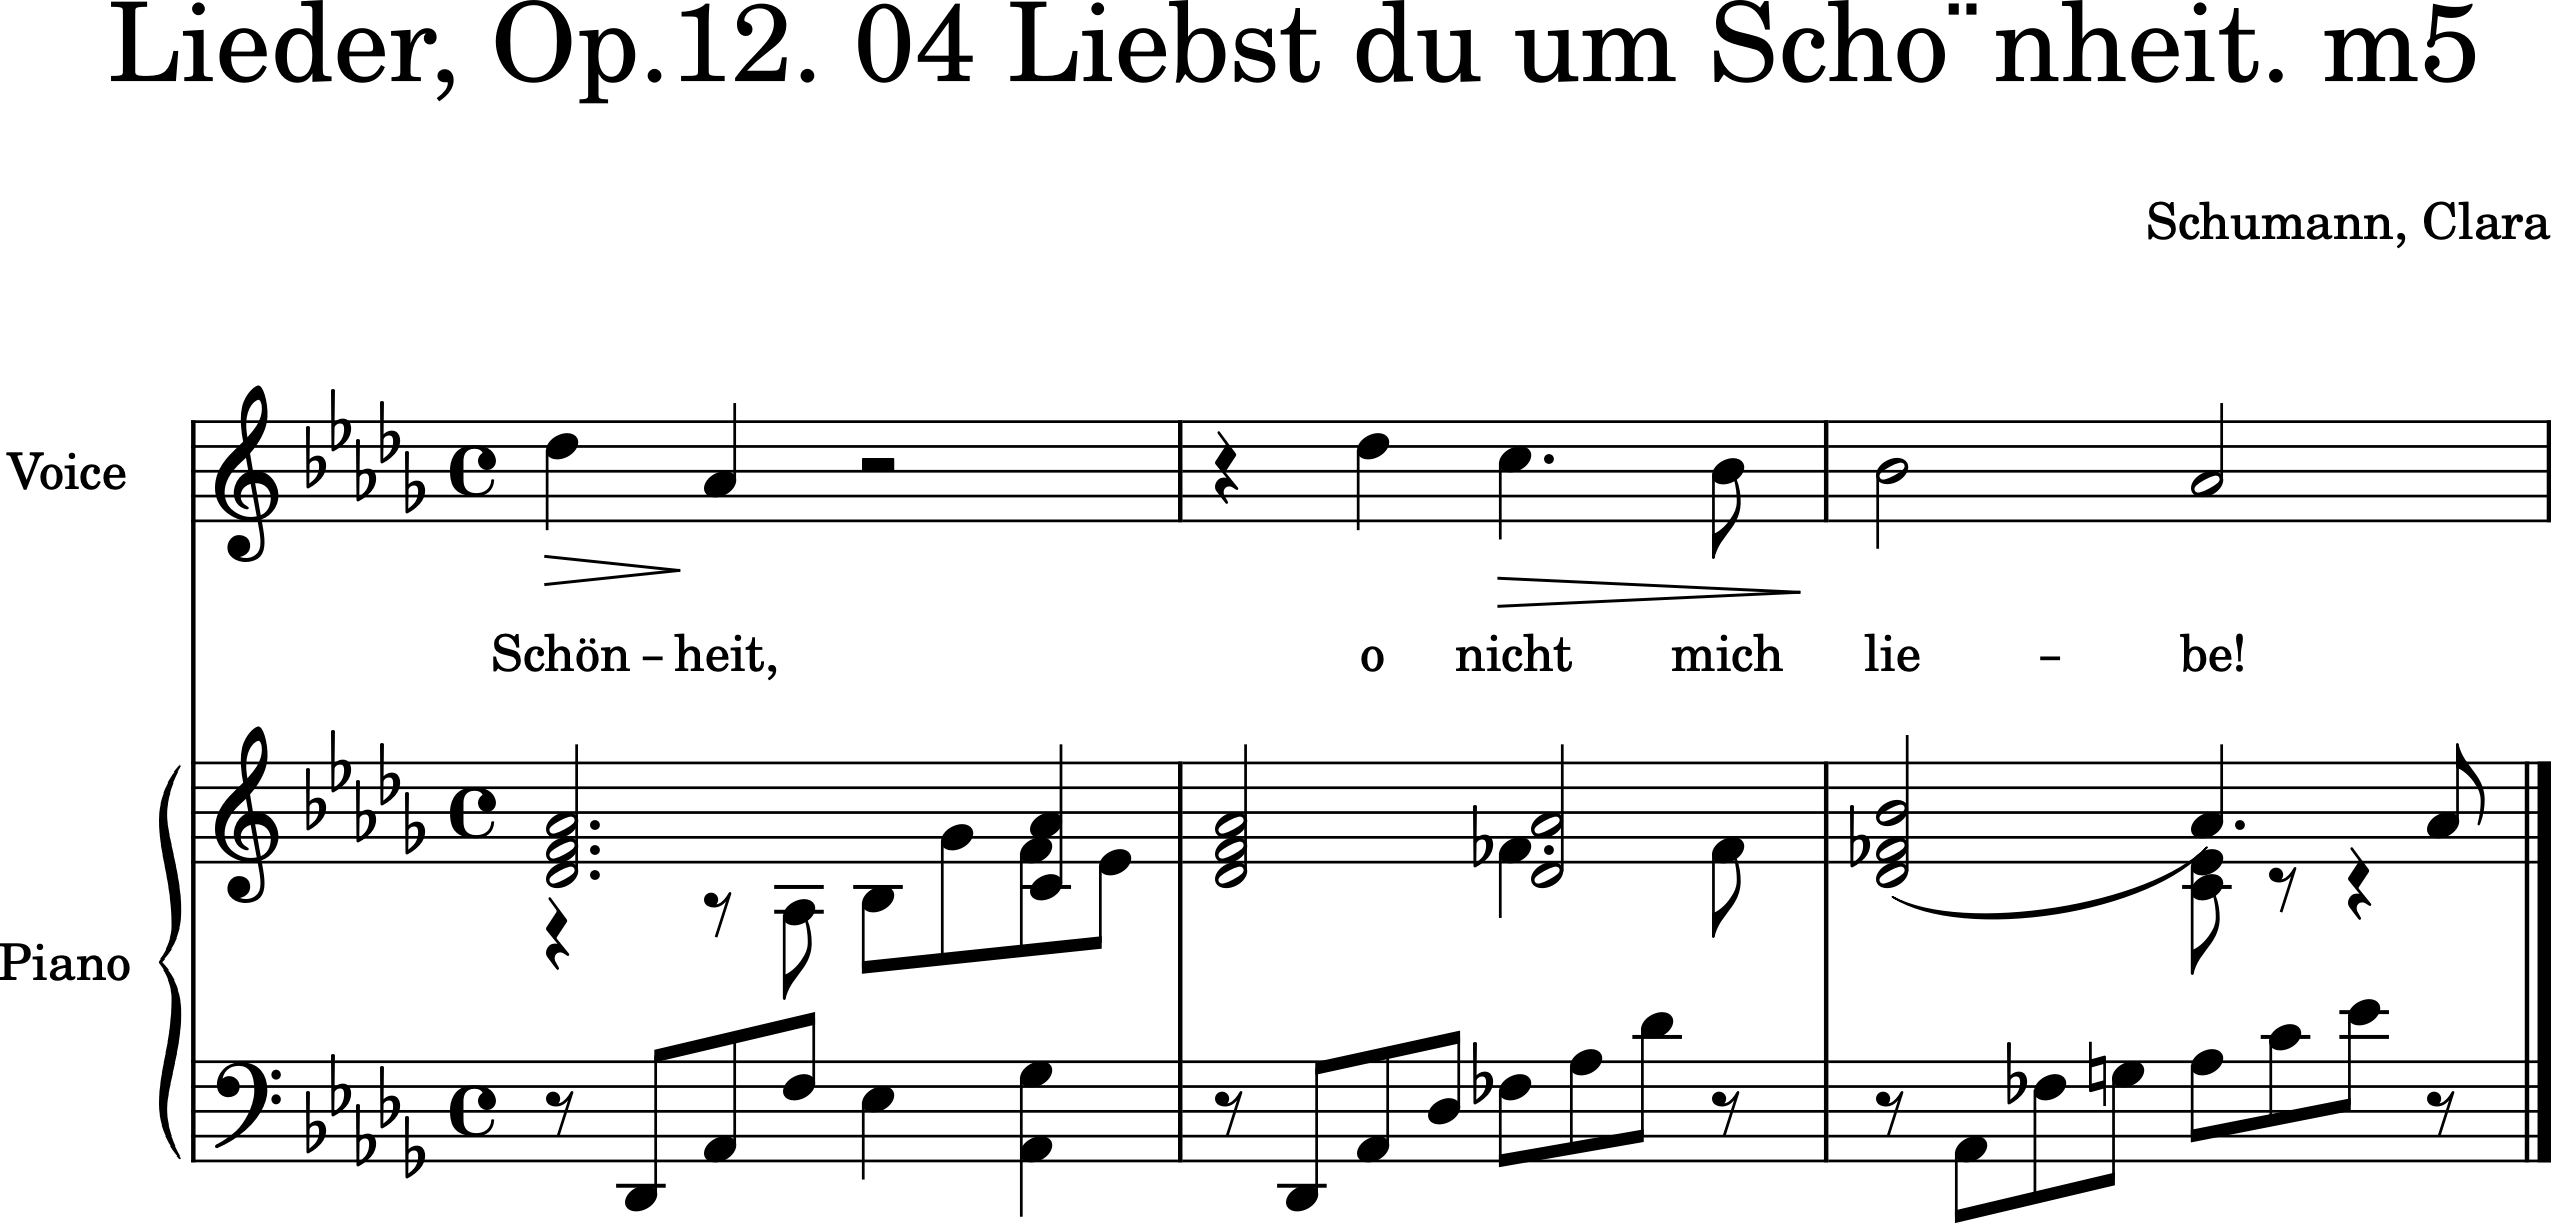 Lieder, Op.12. 04 Liebst du um Scho¨nheit. m5
Schumann, Clara
Voice
Schön – heit, o nicht mich lie – be!
Piano